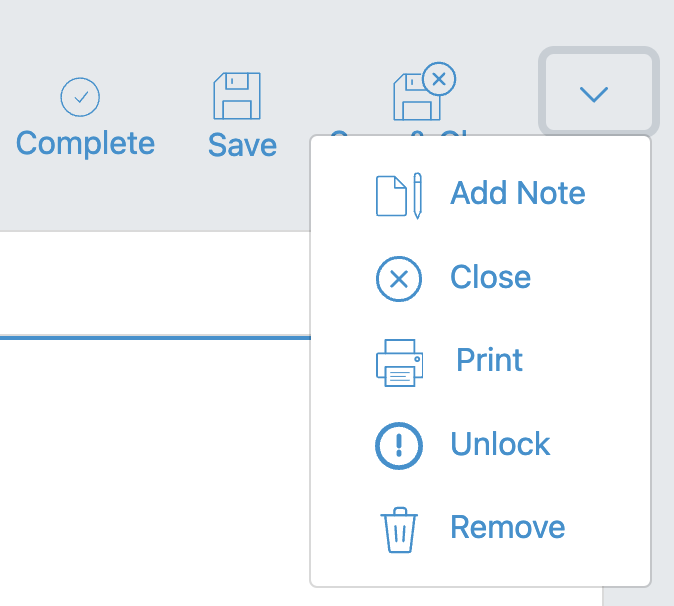 Complete
Save
Add Note
Close
Print
Unlock
Remove